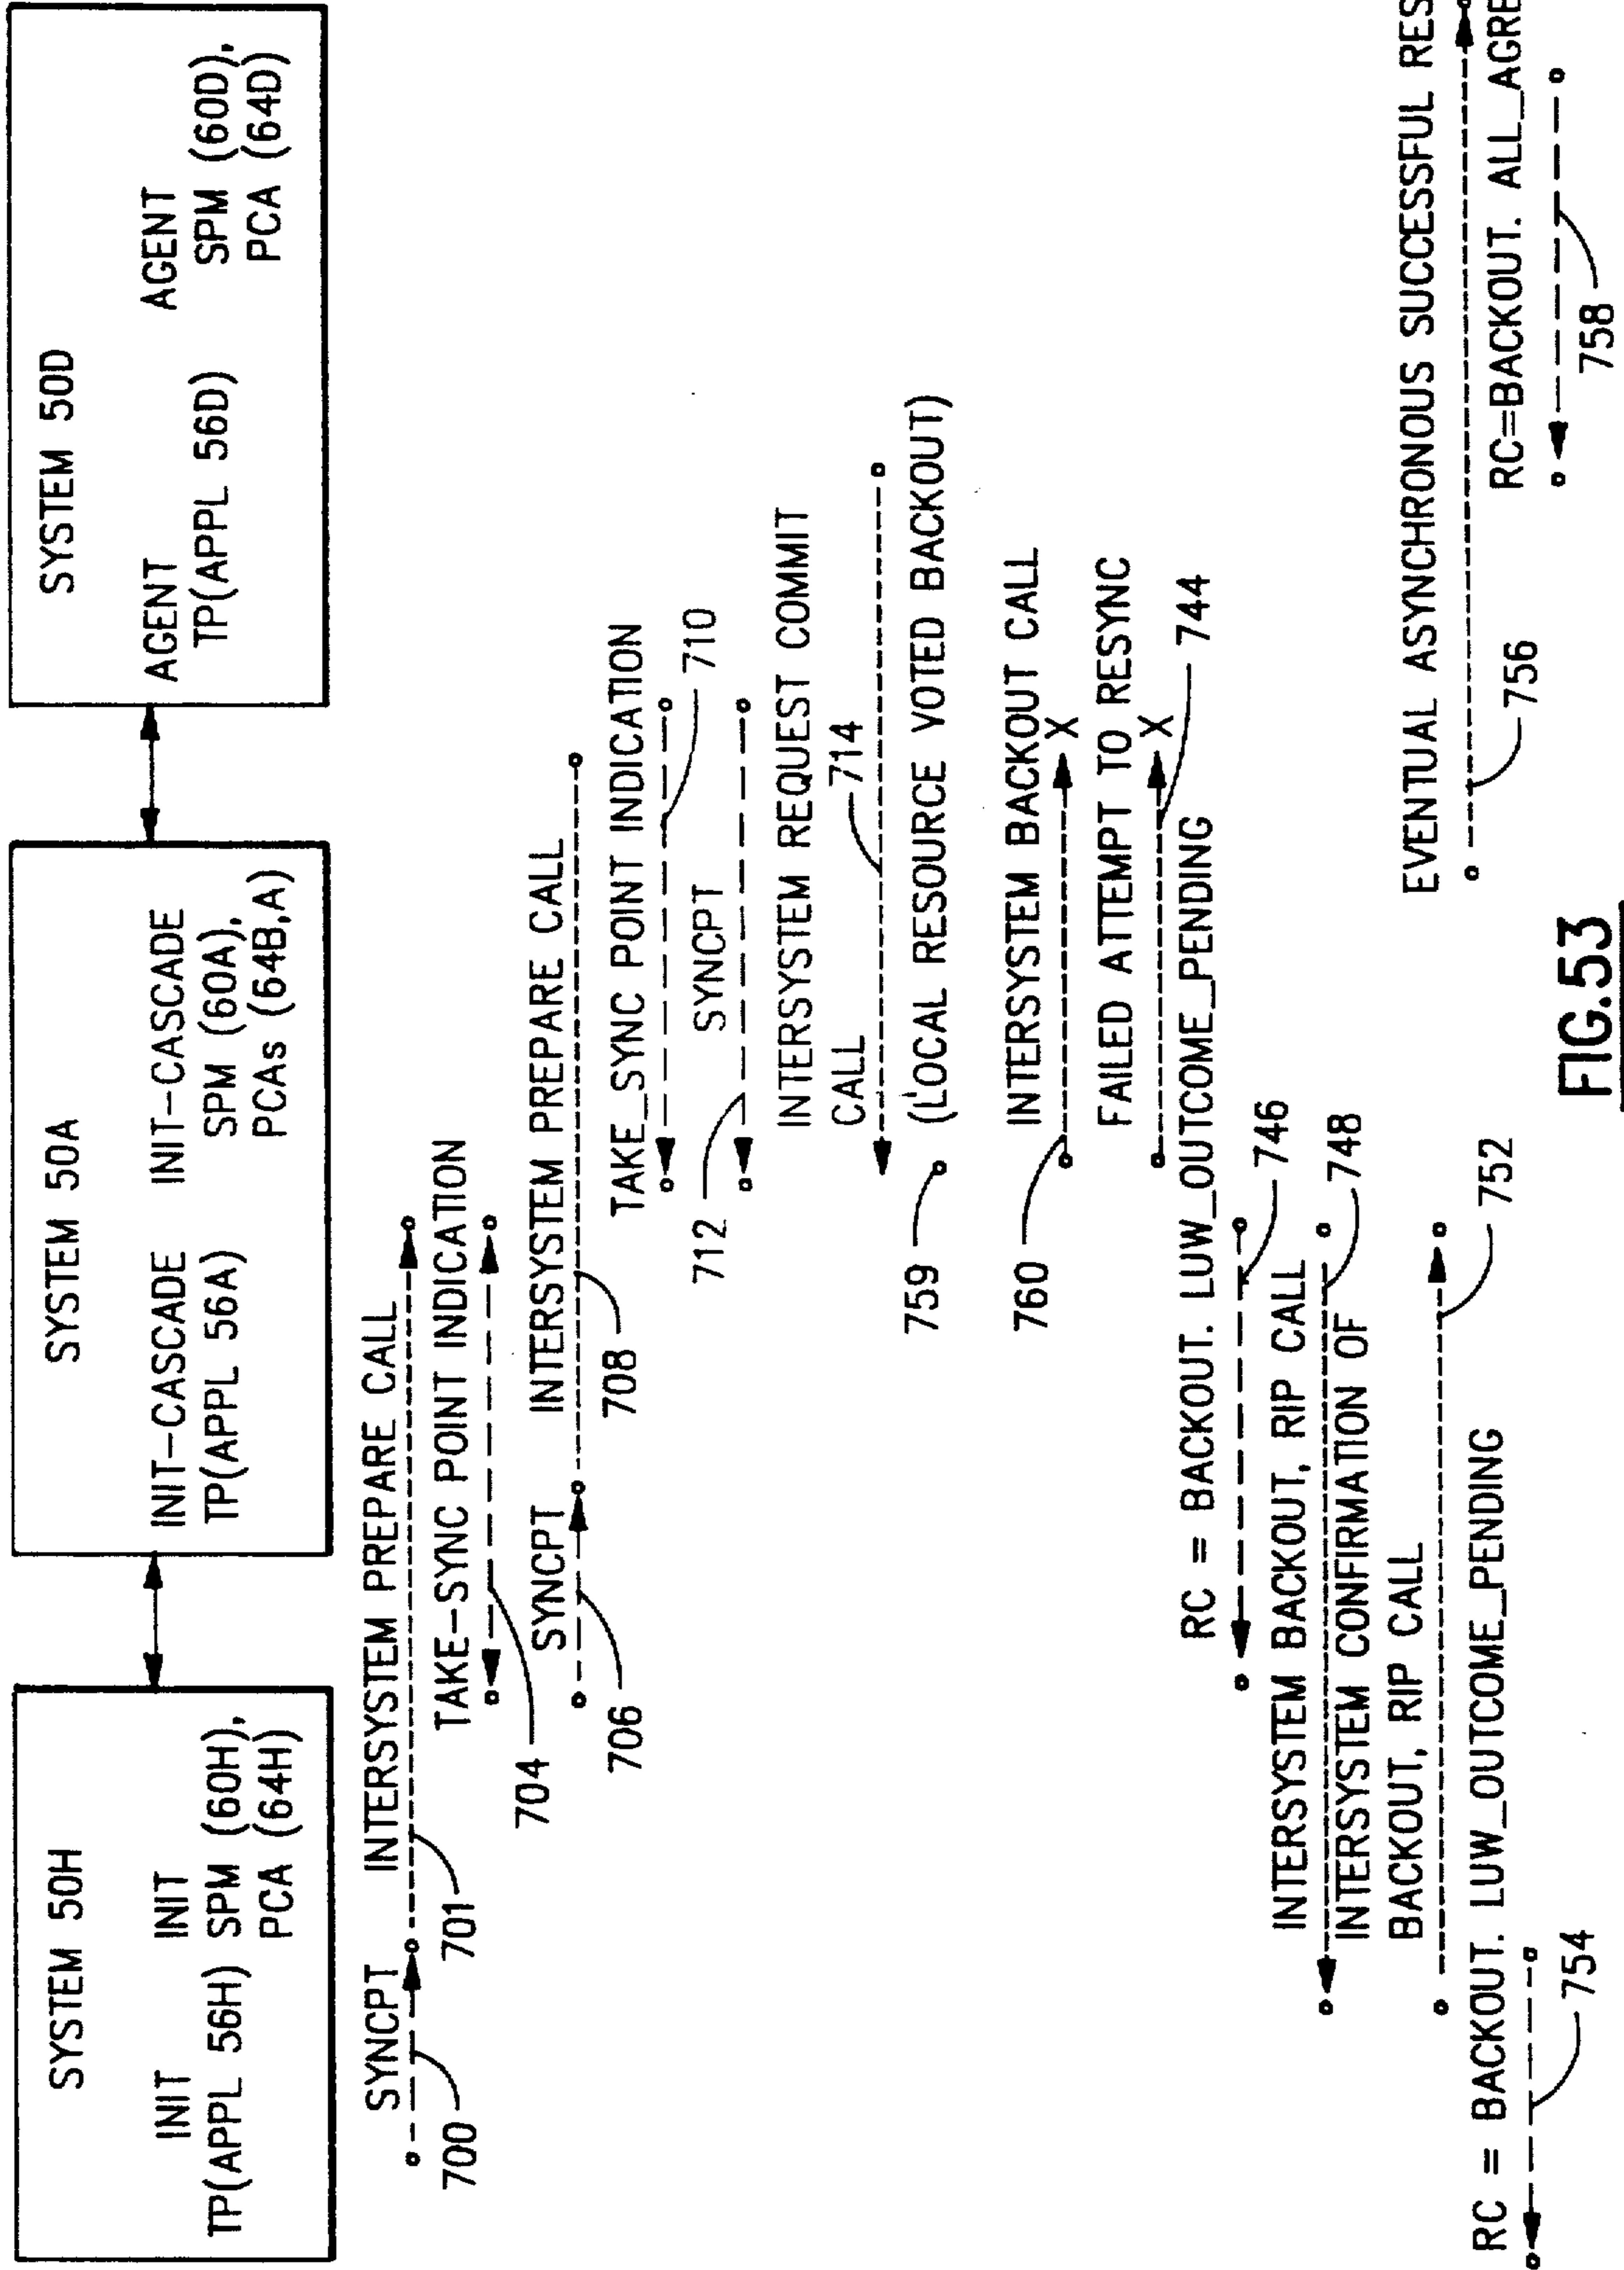 SYSTEM 50H
INIT INIT
TP(APPL 56H) SPM (60H),
PCA (64H)
SYSTEM 50A
INIT-CASCADE INIT-CASCADE
TP(APPL 56A) SPM (60A),
PCAs (64B,A)
SYSTEM 50D
AGENT AGENT
TP(APPL 56D) SPM (60D),
PCA (64D)
SYNCPT INTERSYSTEM PREPARE CALL
700 701
TAKE-SYNC POINT INDICATION
704
SYNCPT INTERSYSTEM PREPARE CALL
706 708
TAKE_SYNC POINT INDICATION
710
712 SYNCPT
INTERSYSTEM REQUEST COMMIT
CALL 714
759 (LOCAL RESOURCE VOTED BACKOUT)
INTERSYSTEM BACKOUT CALL
760 X
FAILED ATTEMPT TO RESYNC
X
744
RC = BACKOUT. LUW_OUTCOME_PENDING
746
INTERSYSTEM BACKOUT, RIP CALL
748
INTERSYSTEM CONFIRMATION OF
BACKOUT, RIP CALL
752
RC = BACKOUT. LUW_OUTCOME_PENDING
754
EVENTUAL ASYNCHRONOUS SUCCESSFUL RES
756
RC=BACKOUT. ALL_AGRE
758
FIG.53